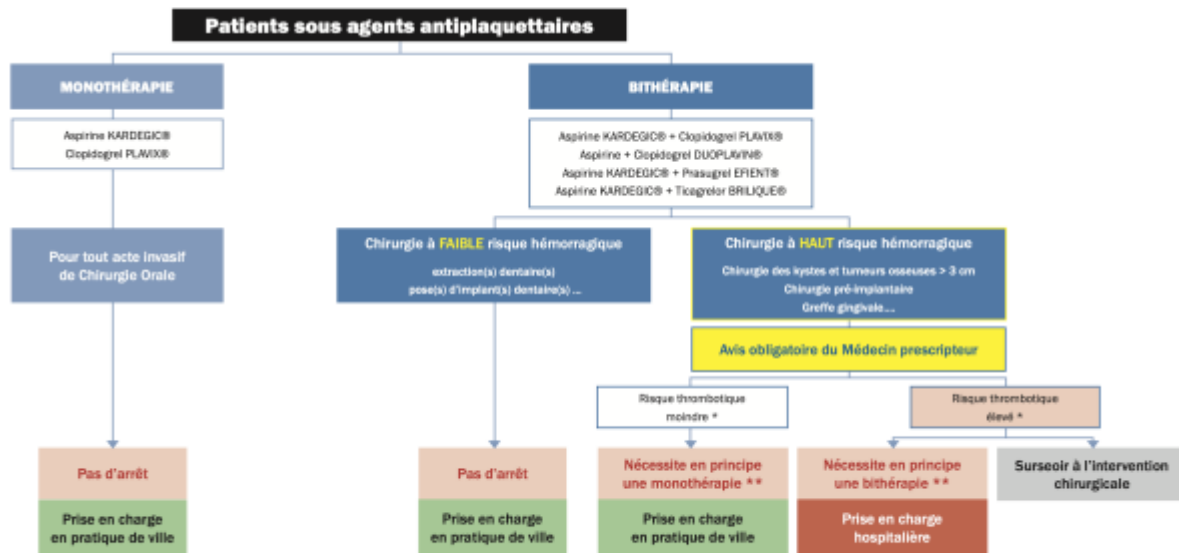 Patients sous agents antiplaquettaires
MONOTHÉRAPIE
Aspirine KARDEGIC®
Clopidogrel PLAVIX®
Pour tout acte invasif
de Chirurgie Orale
Pas d'arrêt
Prise en charge
en pratique de ville
BITHÉRAPIE
Aspirine KARDEGIC® + Clopidogrel PLAVIX®
Aspirine + Clopidogrel DUOPLAVIN®
Aspirine KARDEGIC® + Prasugrel EFIENT®
Aspirine KARDEGIC® + Ticagrelor BRILIQUE®
Chirurgie à FAIBLE risque hémorragique
extraction(s) dentaire(s)
pose(s) d'implant(s) dentaire(s) ...
Pas d'arrêt
Prise en charge
en pratique de ville
Chirurgie à HAUT risque hémorragique
Chirurgie des kystes et tumeurs osseuses > 3 cm
Chirurgie pré-implantaire
Greffe gingivale...
Avis obligatoire du Médecin prescripteur
Risque thrombotique
moindre *
Nécessite en principe
une monothérapie **
Prise en charge
en pratique de ville
Risque thrombotique
élevé *
Nécessite en principe
une bithérapie **
Prise en charge
hospitalière
Surseoir à l'intervention
chirurgicale